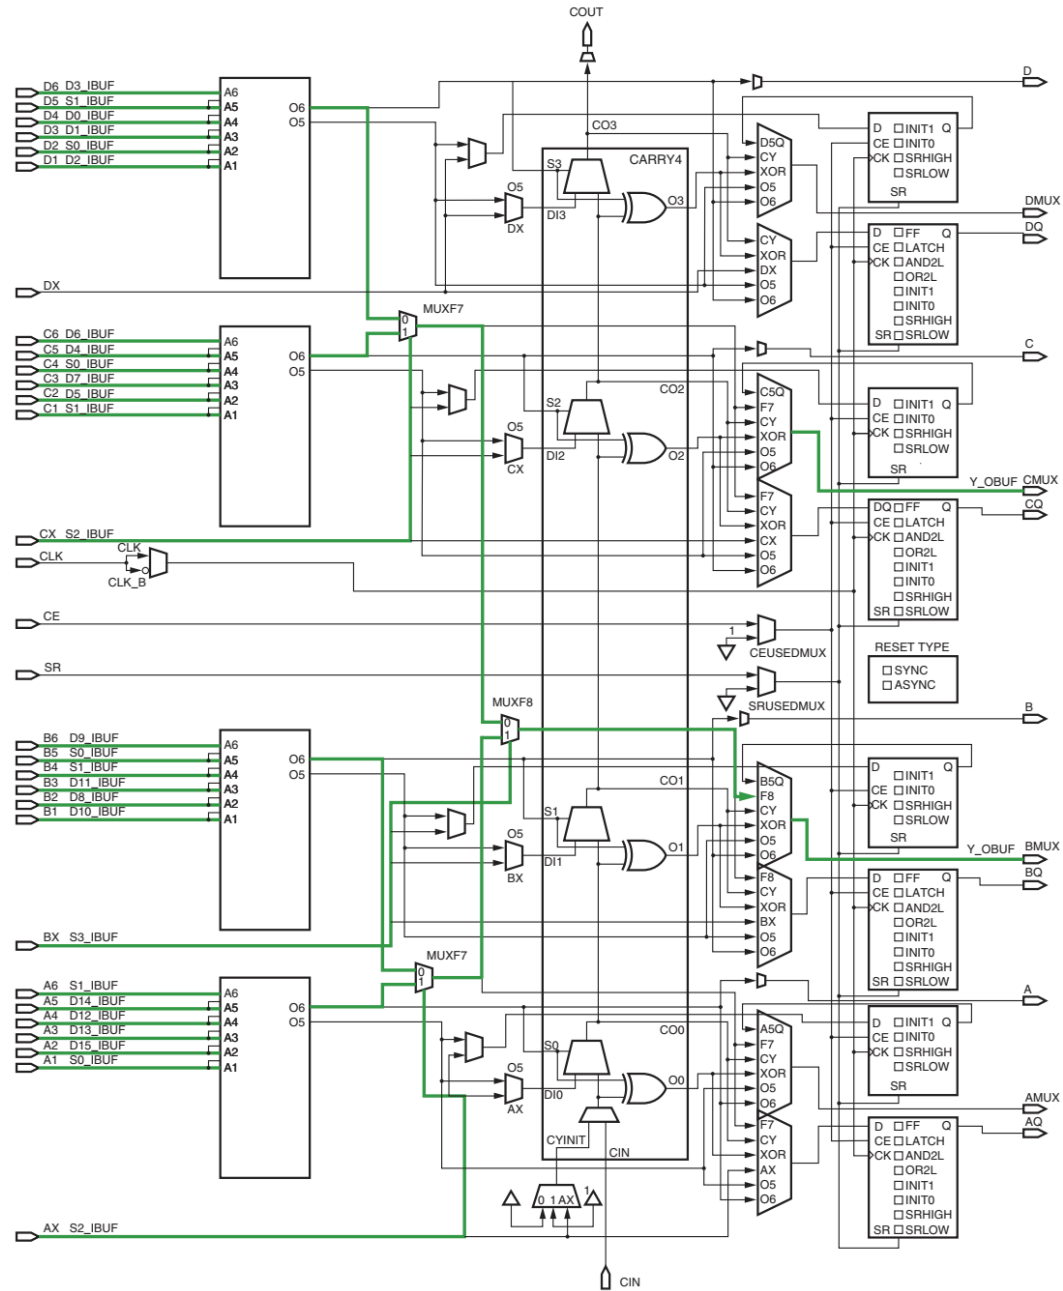 COUT
D6 D3_IBUF
D5 S1_IBUF
D4 D0_IBUF
D3 D1_IBUF
D2 S0_IBUF
D1 D2_IBUF
A6
A5
A4
A3
A2
A1
O6
O5
D
CO3
CARRY4
S3
O5
DI3
DX
O3
D5Q
CY
XOR
O5
O6
D INIT1 Q
CE INIT0
CK SRHIGH
SRLOW
SR
DMUX
DQ
CY
XOR
DX
O5
O6
D FF Q
CE LATCH
CK AND2L
OR2L
INIT1
INIT0
SRHIGH
SR SRLOW
DX
MUXF7
0
1
C6 D6_IBUF
C5 D4_IBUF
C4 S0_IBUF
C3 D7_IBUF
C2 D5_IBUF
C1 S1_IBUF
A6
A5
A4
A3
A2
A1
O6
O5
C
CO2
S2
O5
DI2
CX
O2
C5Q
F7
CY
XOR
O5
O6
D INIT1 Q
CE INIT0
CK SRHIGH
SRLOW
SR
Y_OBUF CMUX
CQ
F7
CY
XOR
CX
O5
O6
DQ FF Q
CE LATCH
CK AND2L
OR2L
INIT1
INIT0
SRHIGH
SR SRLOW
CX S2_IBUF
CLK
CLK
CLK_B
CE
1
CEUSEDMUX
RESET TYPE
SYNC
ASYNC
SR
SRUSEDMUX
MUXF8
0
1
B
B6 D9_IBUF
B5 S0_IBUF
B4 S1_IBUF
B3 D11_IBUF
B2 D8_IBUF
B1 D10_IBUF
A6
A5
A4
A3
A2
A1
O6
O5
CO1
S1
O5
DI1
BX
O1
B5Q
F8
CY
XOR
O5
O6
D INIT1 Q
CE INIT0
CK SRHIGH
SRLOW
SR
Y_OBUF BMUX
BQ
F8
CY
XOR
BX
O5
O6
D FF Q
CE LATCH
CK AND2L
OR2L
INIT1
INIT0
SRHIGH
SR SRLOW
BX S3_IBUF
MUXF7
0
1
A6 S1_IBUF
A5 D14_IBUF
A4 D12_IBUF
A3 D13_IBUF
A2 D15_IBUF
A1 S0_IBUF
A6
A5
A4
A3
A2
A1
O6
O5
A
CO0
S0
O5
DI0
AX
O0
A5Q
F7
CY
XOR
O5
O6
D INIT1 Q
CE INIT0
CK SRHIGH
SRLOW
SR
AMUX
AQ
F7
CY
XOR
AX
O5
O6
D FF Q
CE LATCH
CK AND2L
OR2L
INIT1
INIT0
SRHIGH
SR SRLOW
CYINIT
CIN
0 1 AX
1
AX S2_IBUF
CIN